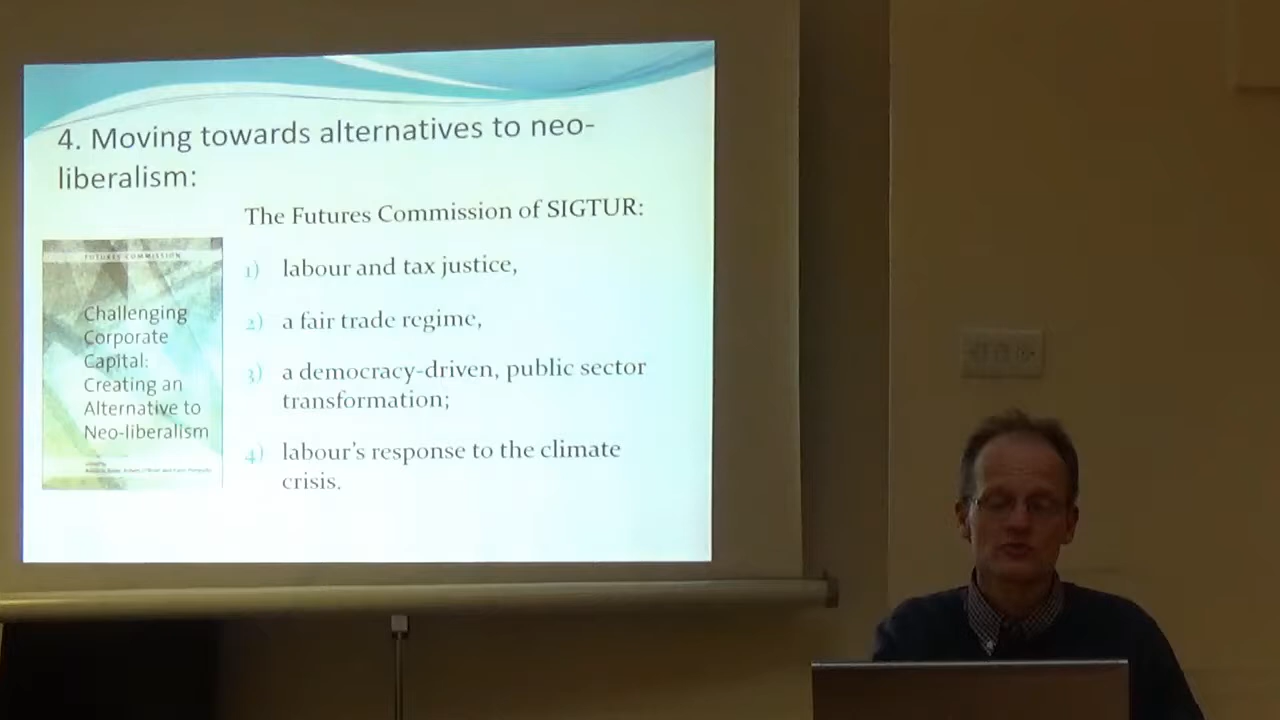 4. Moving towards alternatives to neo-
liberalism:
The Futures Commission of SIGTUR:
1) labour and tax justice,
2) a fair trade regime,
3) a democracy-driven, public sector
transformation;
4) labour's response to the climate
crisis.
FUTURES COMMISSION
Challenging
Corporate
Capital:
Creating an
Alternative to
Neo-liberalism